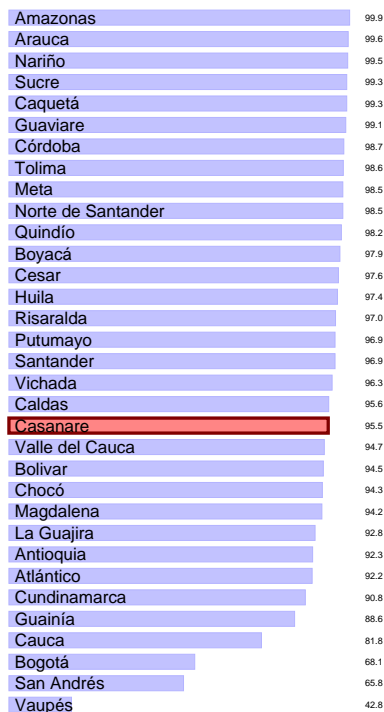 Amazonas 99.9
Arauca 99.6
Nariño 99.5
Sucre 99.3
Caquetá 99.3
Guaviare 99.1
Córdoba 98.7
Tolima 98.6
Meta 98.5
Norte de Santander 98.5
Quindío 98.2
Boyacá 97.9
Cesar 97.6
Huila 97.4
Risaralda 97.0
Putumayo 96.9
Santander 96.9
Vichada 96.3
Caldas 95.6
Casanare 95.5
Valle del Cauca 94.7
Bolivar 94.5
Chocó 94.3
Magdalena 94.2
La Guajira 92.8
Antioquia 92.3
Atlántico 92.2
Cundinamarca 90.8
Guainía 88.6
Cauca 81.8
Bogotá 68.1
San Andrés 65.8
Vaupés 42.8